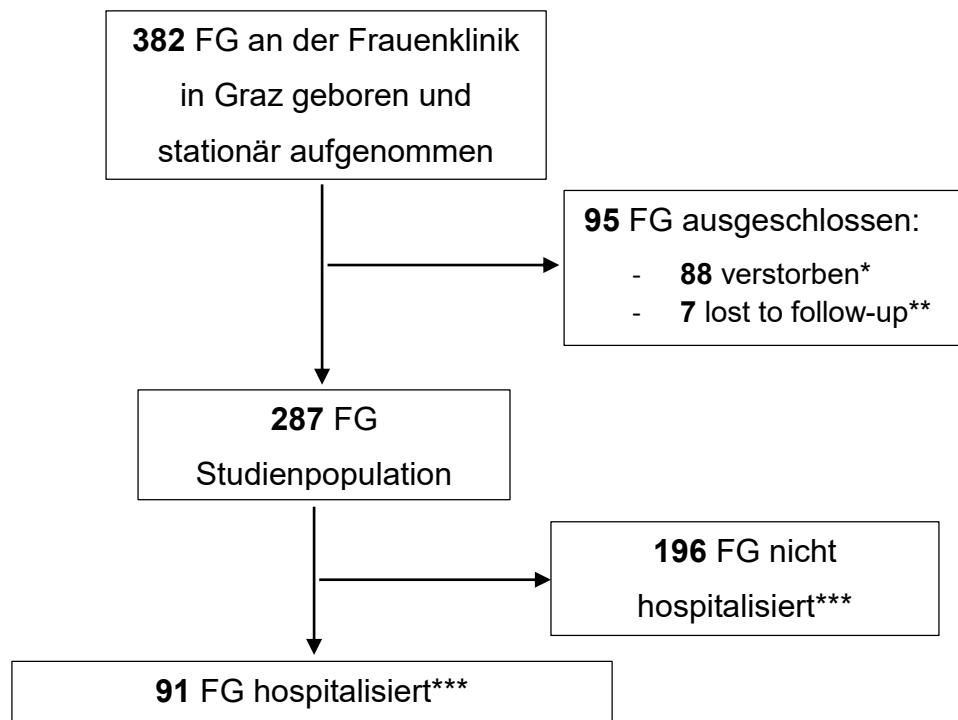 382 FG an der Frauenklinik
in Graz geboren und
stationär aufgenommen
95 FG ausgeschlossen:
- 88 verstorben*
- 7 lost to follow-up**
287 FG
Studienpopulation
196 FG nicht
hospitalisiert***
91 FG hospitalisiert***